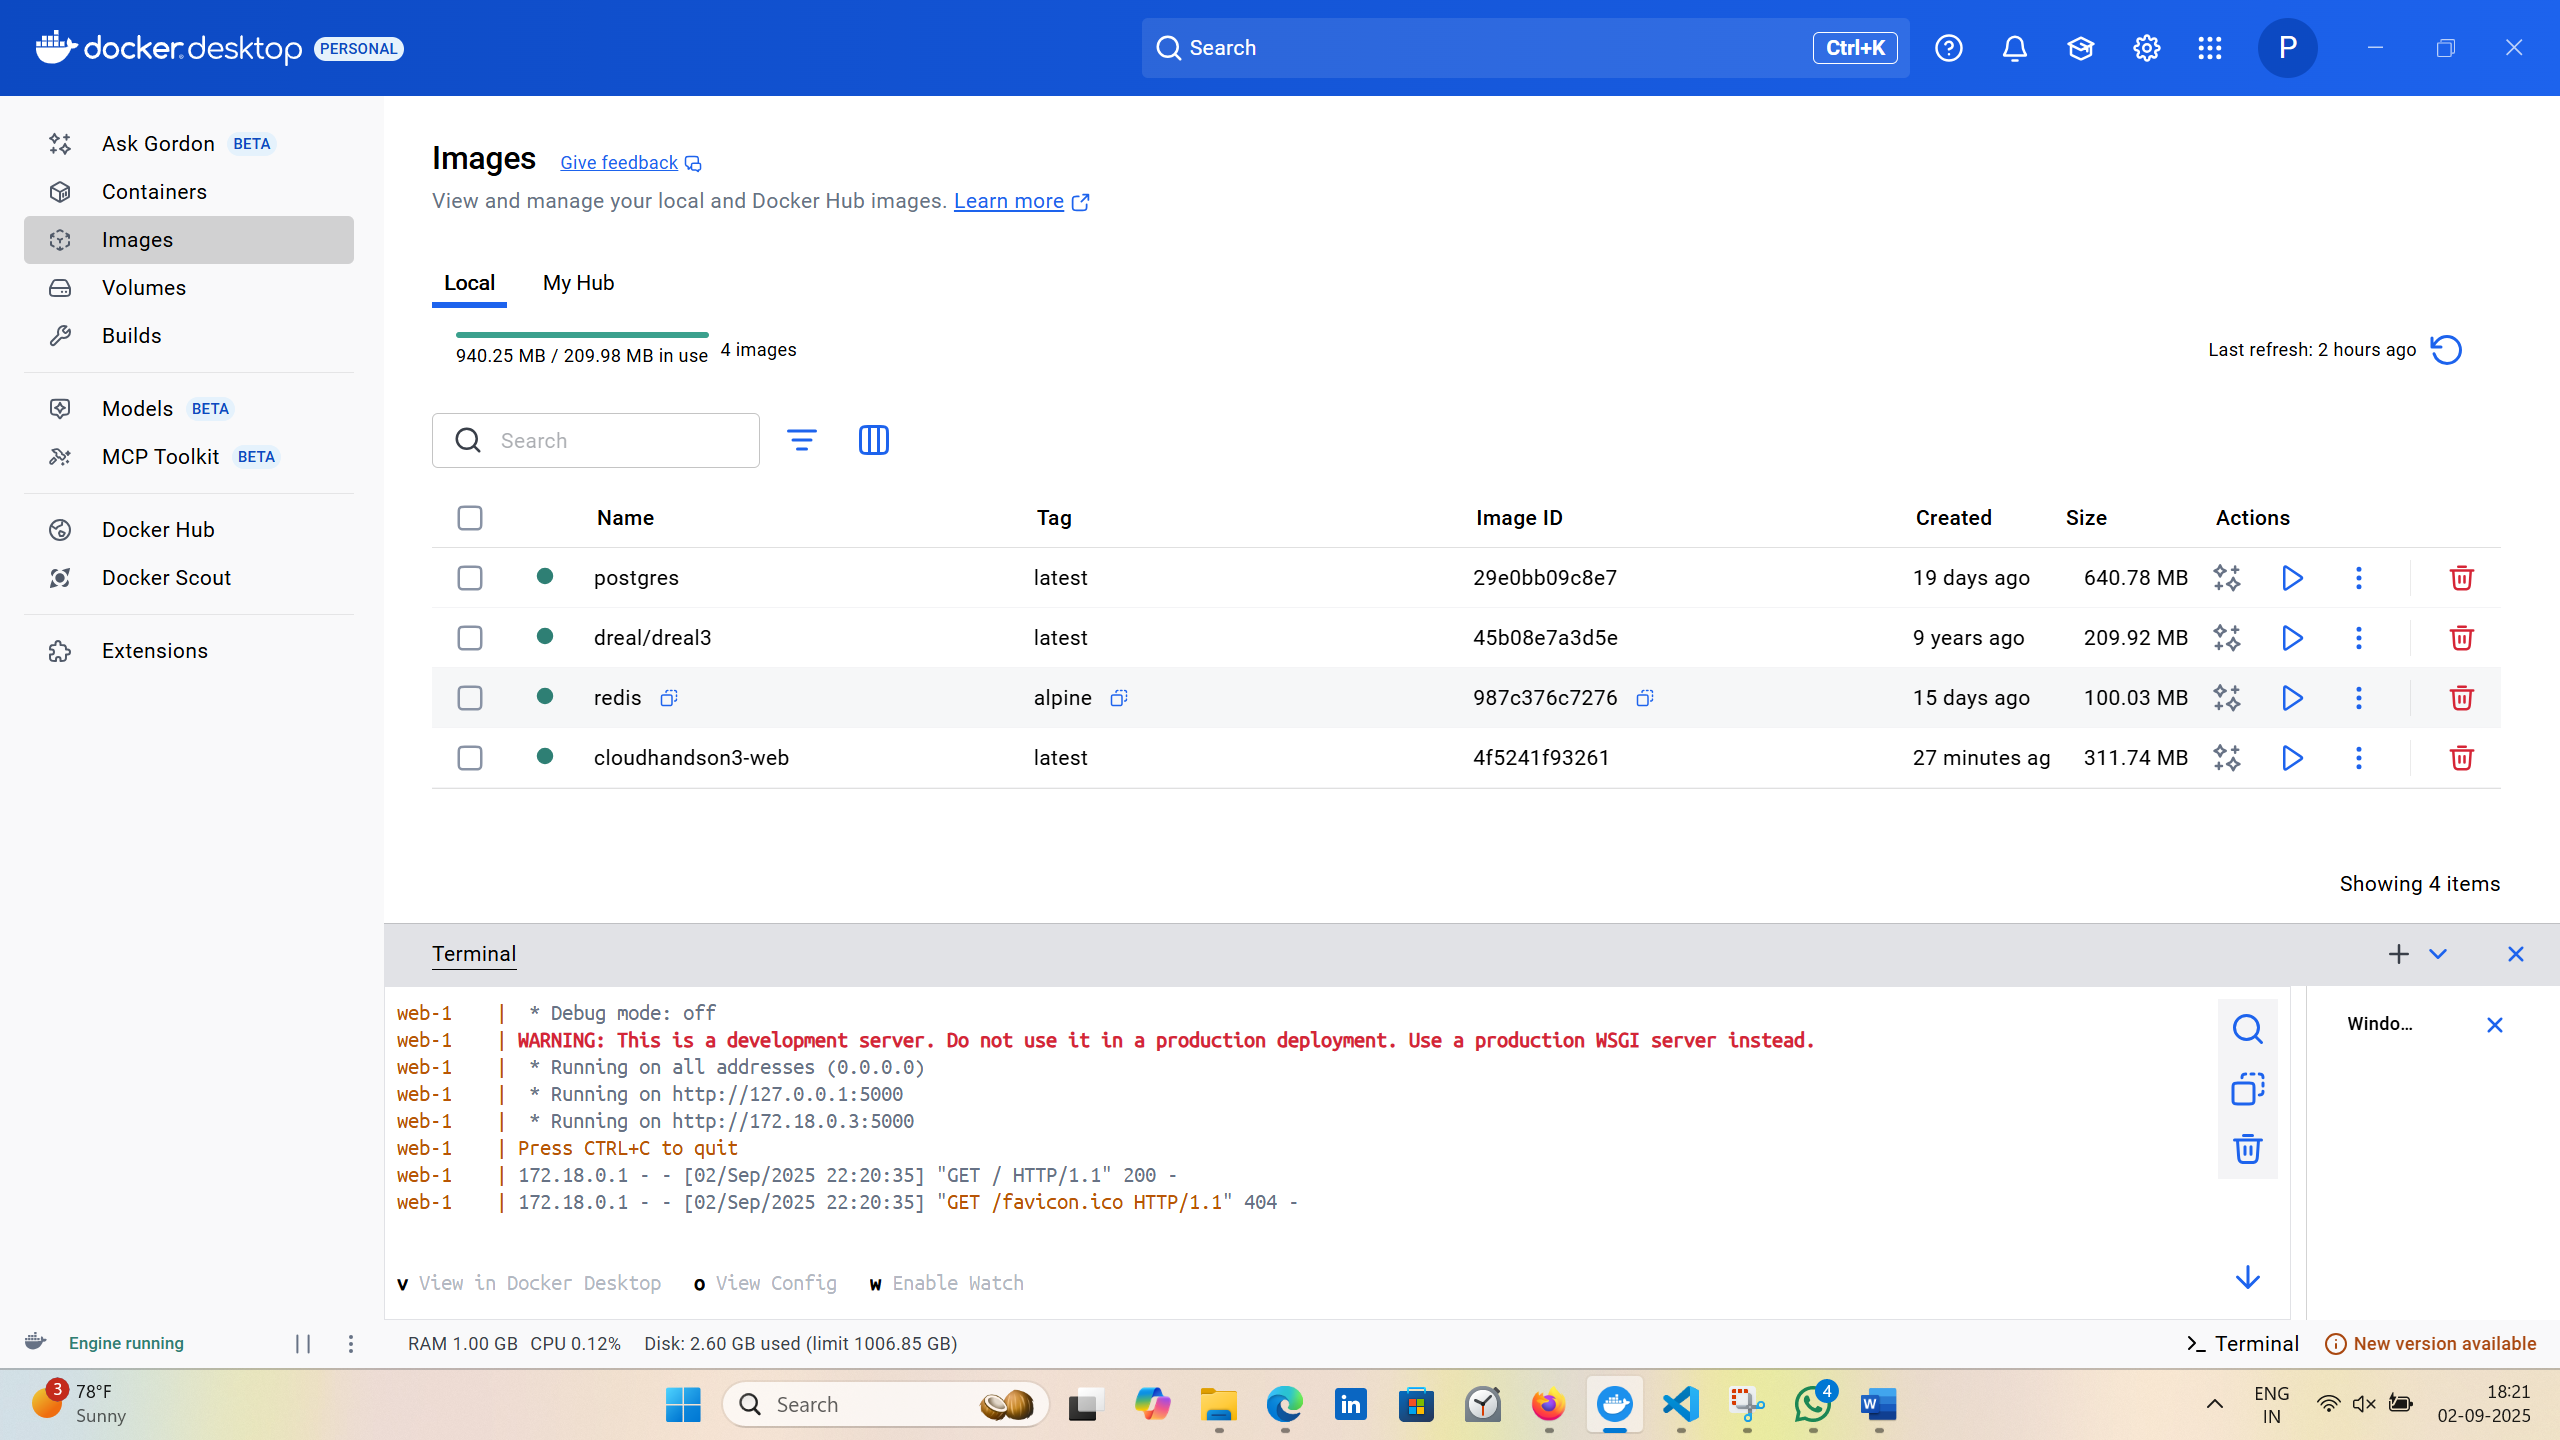 docker desktop PERSONAL
Search Ctrl+K
P
Ask Gordon BETA
Containers
Images
Volumes
Builds
Models BETA
MCP Toolkit BETA
Docker Hub
Docker Scout
Extensions
Images Give feedback
View and manage your local and Docker Hub images. Learn more
Local My Hub
940.25 MB / 209.98 MB in use 4 images
Last refresh: 2 hours ago
Search
Name Tag Image ID Created Size Actions
postgres latest 29e0bb09c8e7 19 days ago 640.78 MB
dreal/dreal3 latest 45b08e7a3d5e 9 years ago 209.92 MB
redis alpine 987c376c7276 15 days ago 100.03 MB
cloudhandson3-web latest 4f5241f93261 27 minutes ag 311.74 MB
Showing 4 items
Terminal
web-1 | * Debug mode: off
web-1 | WARNING: This is a development server. Do not use it in a production deployment. Use a production WSGI server instead.
web-1 | * Running on all addresses (0.0.0.0)
web-1 | * Running on http://127.0.0.1:5000
web-1 | * Running on http://172.18.0.3:5000
web-1 | Press CTRL+C to quit
web-1 | 172.18.0.1 - - [02/Sep/2025 22:20:35] "GET / HTTP/1.1" 200 -
web-1 | 172.18.0.1 - - [02/Sep/2025 22:20:35] "GET /favicon.ico HTTP/1.1" 404 -
v View in Docker Desktop o View Config w Enable Watch
Windo...
Engine running
RAM 1.00 GB CPU 0.12% Disk: 2.60 GB used (limit 1006.85 GB)
Terminal
New version available
3
78°F
Sunny
Search
in
4
W
ENG
IN
18:21
02-09-2025